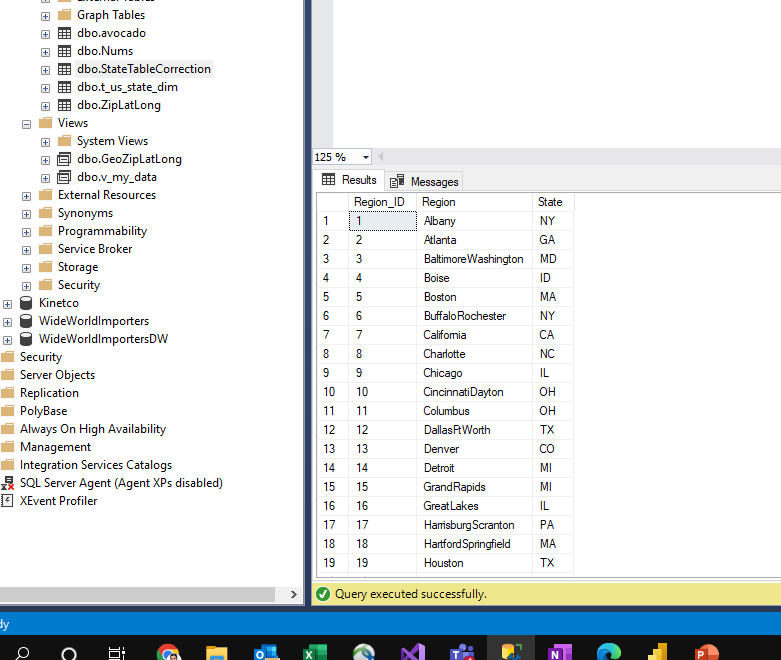 Graph Tables
dbo.avocado
dbo.Nums
dbo.StateTableCorrection
dbo.t_us_state_dim
dbo.ZipLatLong
Views
System Views
dbo.GeoZipLatLong
dbo.v_my_data
External Resources
Synonyms
Programmability
Service Broker
Storage
Security
Kinetco
WideWorldImporters
WideWorldImportersDW
Security
Server Objects
Replication
PolyBase
Always On High Availability
Management
Integration Services Catalogs
SQL Server Agent (Agent XPs disabled)
XEvent Profiler
125 %
Results Messages
Region_ID Region State
1 1 Albany NY
2 2 Atlanta GA
3 3 BaltimoreWashington MD
4 4 Boise ID
5 5 Boston MA
6 6 BuffaloRochester NY
7 7 California CA
8 8 Charlotte NC
9 9 Chicago IL
10 10 CincinnatiDayton OH
11 11 Columbus OH
12 12 DallasFtWorth TX
13 13 Denver CO
14 14 Detroit MI
15 15 GrandRapids MI
16 16 GreatLakes IL
17 17 HarrisburgScranton PA
18 18 HartfordSpringfield MA
19 19 Houston TX
Query executed successfully.